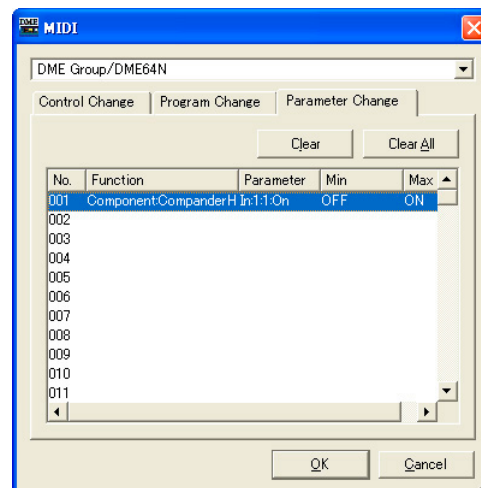 DME MIDI
DME Group/DME64N
Control Change Program Change Parameter Change
Clear Clear All
No. Function Parameter Min Max
001 Component:CompanderH In:1:1:On OFF ON
002
003
004
005
006
007
008
009
010
011
OK Cancel